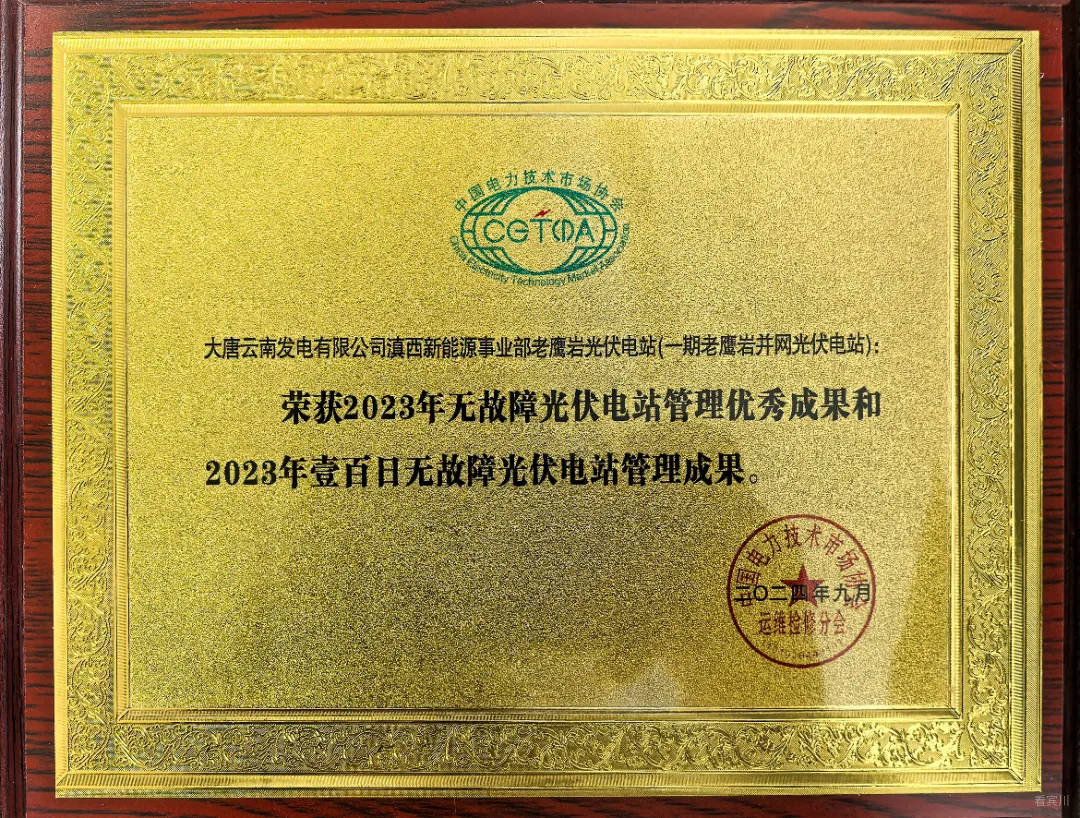 中国电力技术市场协会
CETMA
China Electricity Technology Market Association
大唐云南发电有限公司滇西新能源事业部老鹰岩光伏电站(一期老鹰岩并网光伏电站):
荣获2023年无故障光伏电站管理优秀成果和
2023年壹百日无故障光伏电站管理成果。
中国电力技术市场协会
二〇二四年九月
运维检修分会
看宾川